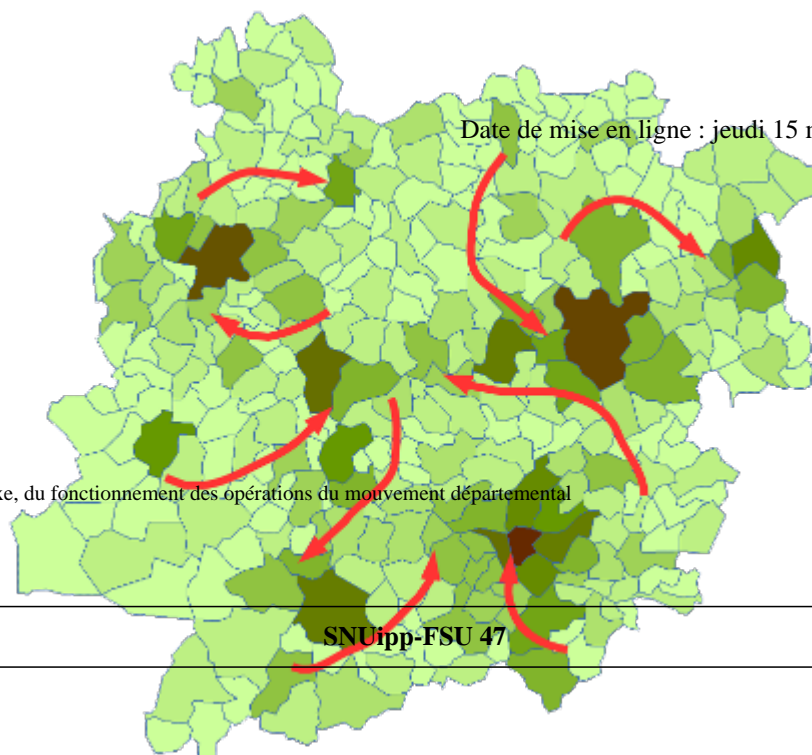 Date de mise en ligne : jeudi 15
du fonctionnement des opérations du mouvement départemental
SNUipp-FSU 47